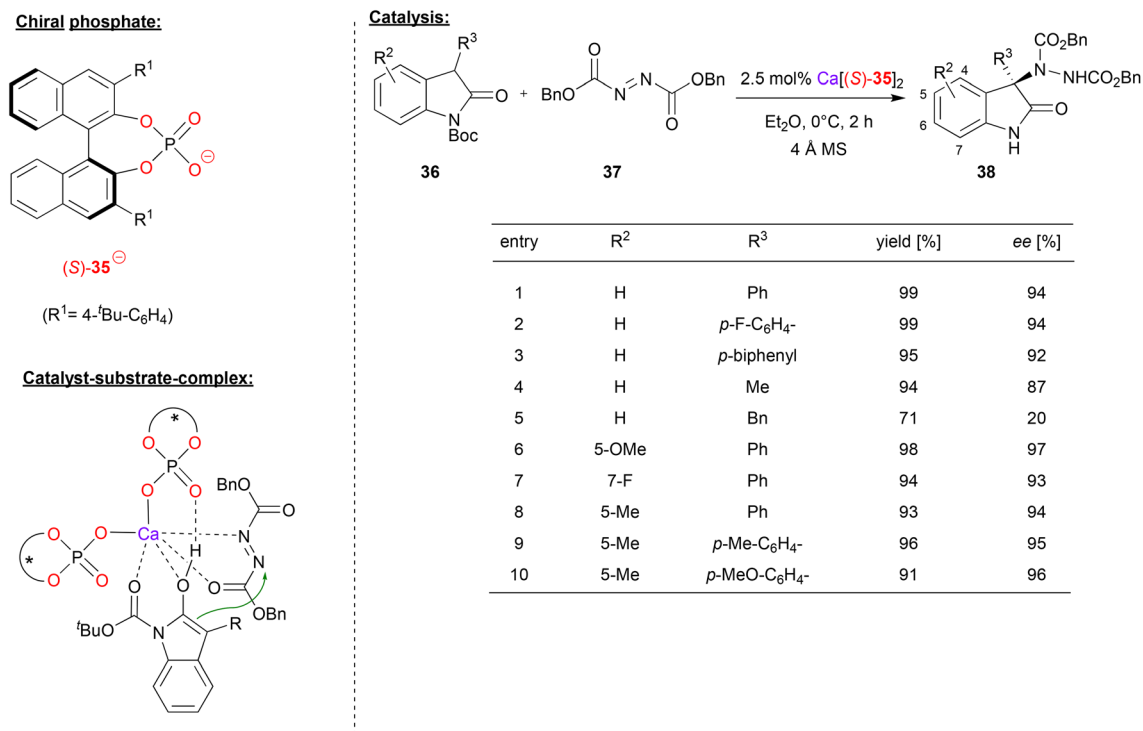 Chiral phosphate:
R¹
O
O
P
O
O⊖
R¹
(S)-35⊖
(R¹= 4-ᵗBu-C₆H₄)
Catalyst-substrate-complex:
*
O
O
P
O
O
BnO
O
O
O
Ca
N
*
P
H
N
O
O
O
O
O
OBn
ᵗBuO
N
R
Catalysis:
R³
R²
O
N
Boc
36
+
O
BnO
N
N
OBn
O
37
2.5 mol% Ca[(S)-35]₂
Et₂O, 0°C, 2 h
4 Å MS
CO₂Bn
R³
N
NHCO₂Bn
R²
4
5
6
7
O
N
H
38
entry R² R³ yield [%] ee [%]
1 H Ph 99 94
2 H p-F-C₆H₄- 99 94
3 H p-biphenyl 95 92
4 H Me 94 87
5 H Bn 71 20
6 5-OMe Ph 98 97
7 7-F Ph 94 93
8 5-Me Ph 93 94
9 5-Me p-Me-C₆H₄- 96 95
10 5-Me p-MeO-C₆H₄- 91 96